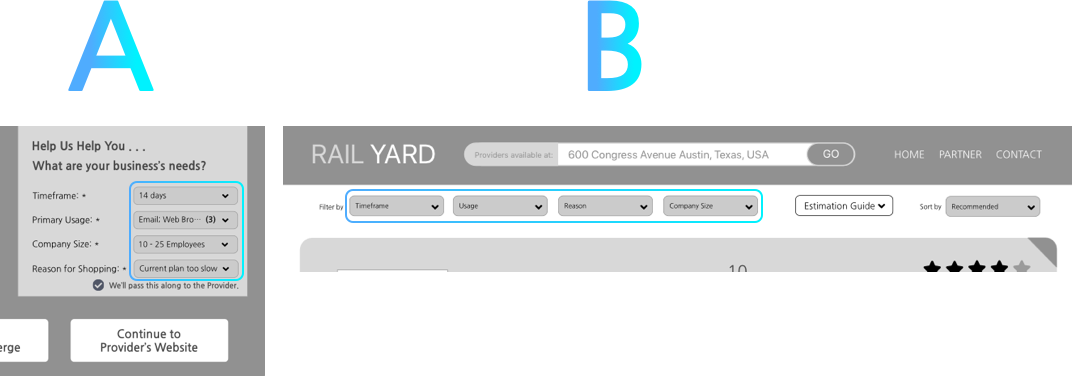 A
B
Help Us Help You . . .
What are your business's needs?
Timeframe: * 14 days
Primary Usage: * Email; Web Bro··· (3)
Company Size: * 10 - 25 Employees
Reason for Shopping: * Current plan too slow
We'll pass this along to the Provider.
erge
Continue to
Provider's Website
RAIL YARD
Providers available at: 600 Congress Avenue Austin, Texas, USA GO
HOME PARTNER CONTACT
Filter by Timeframe Usage Reason Company Size Estimation Guide Sort by Recommended
10